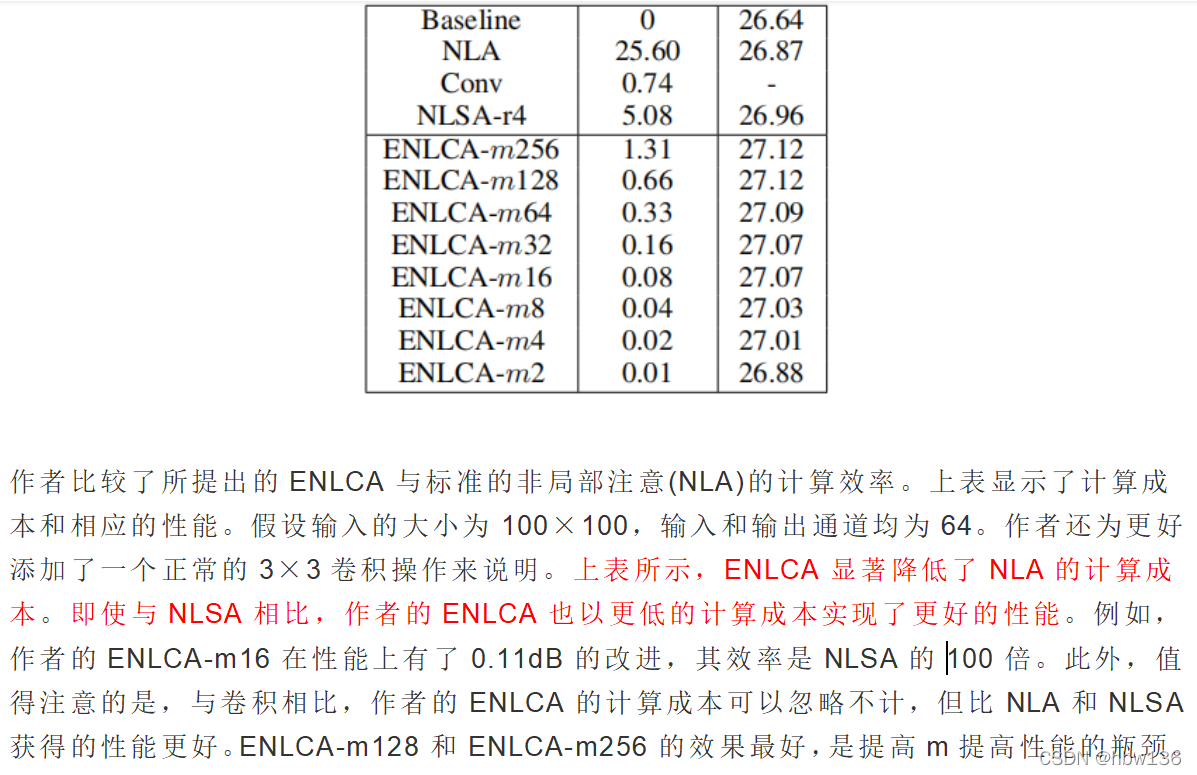 Baseline 0 26.64
NLA 25.60 26.87
Conv 0.74 -
NLSA-r4 5.08 26.96
ENLCA-m256 1.31 27.12
ENLCA-m128 0.66 27.12
ENLCA-m64 0.33 27.09
ENLCA-m32 0.16 27.07
ENLCA-m16 0.08 27.07
ENLCA-m8 0.04 27.03
ENLCA-m4 0.02 27.01
ENLCA-m2 0.01 26.88
作者比较了所提出的 ENLCA 与标准的非局部注意(NLA)的计算效率。上表显示了计算成
本和相应的性能。假设输入的大小为 100×100，输入和输出通道均为 64。作者还为更好
添加了一个正常的 3×3 卷积操作来说明。上表所示，ENLCA 显著降低了 NLA 的计算成
本。即使与 NLSA 相比，作者的 ENLCA 也以更低的计算成本实现了更好的性能。例如，
作者的 ENLCA-m16 在性能上有了 0.11dB 的改进，其效率是 NLSA 的 100 倍。此外，值
得注意的是，与卷积相比，作者的 ENLCA 的计算成本可以忽略不计，但比 NLA 和 NLSA
获得的性能更好。ENLCA-m128 和 ENLCA-m256 的效果最好，是提高 m 提高性能的瓶颈。
CSDN @hbw136